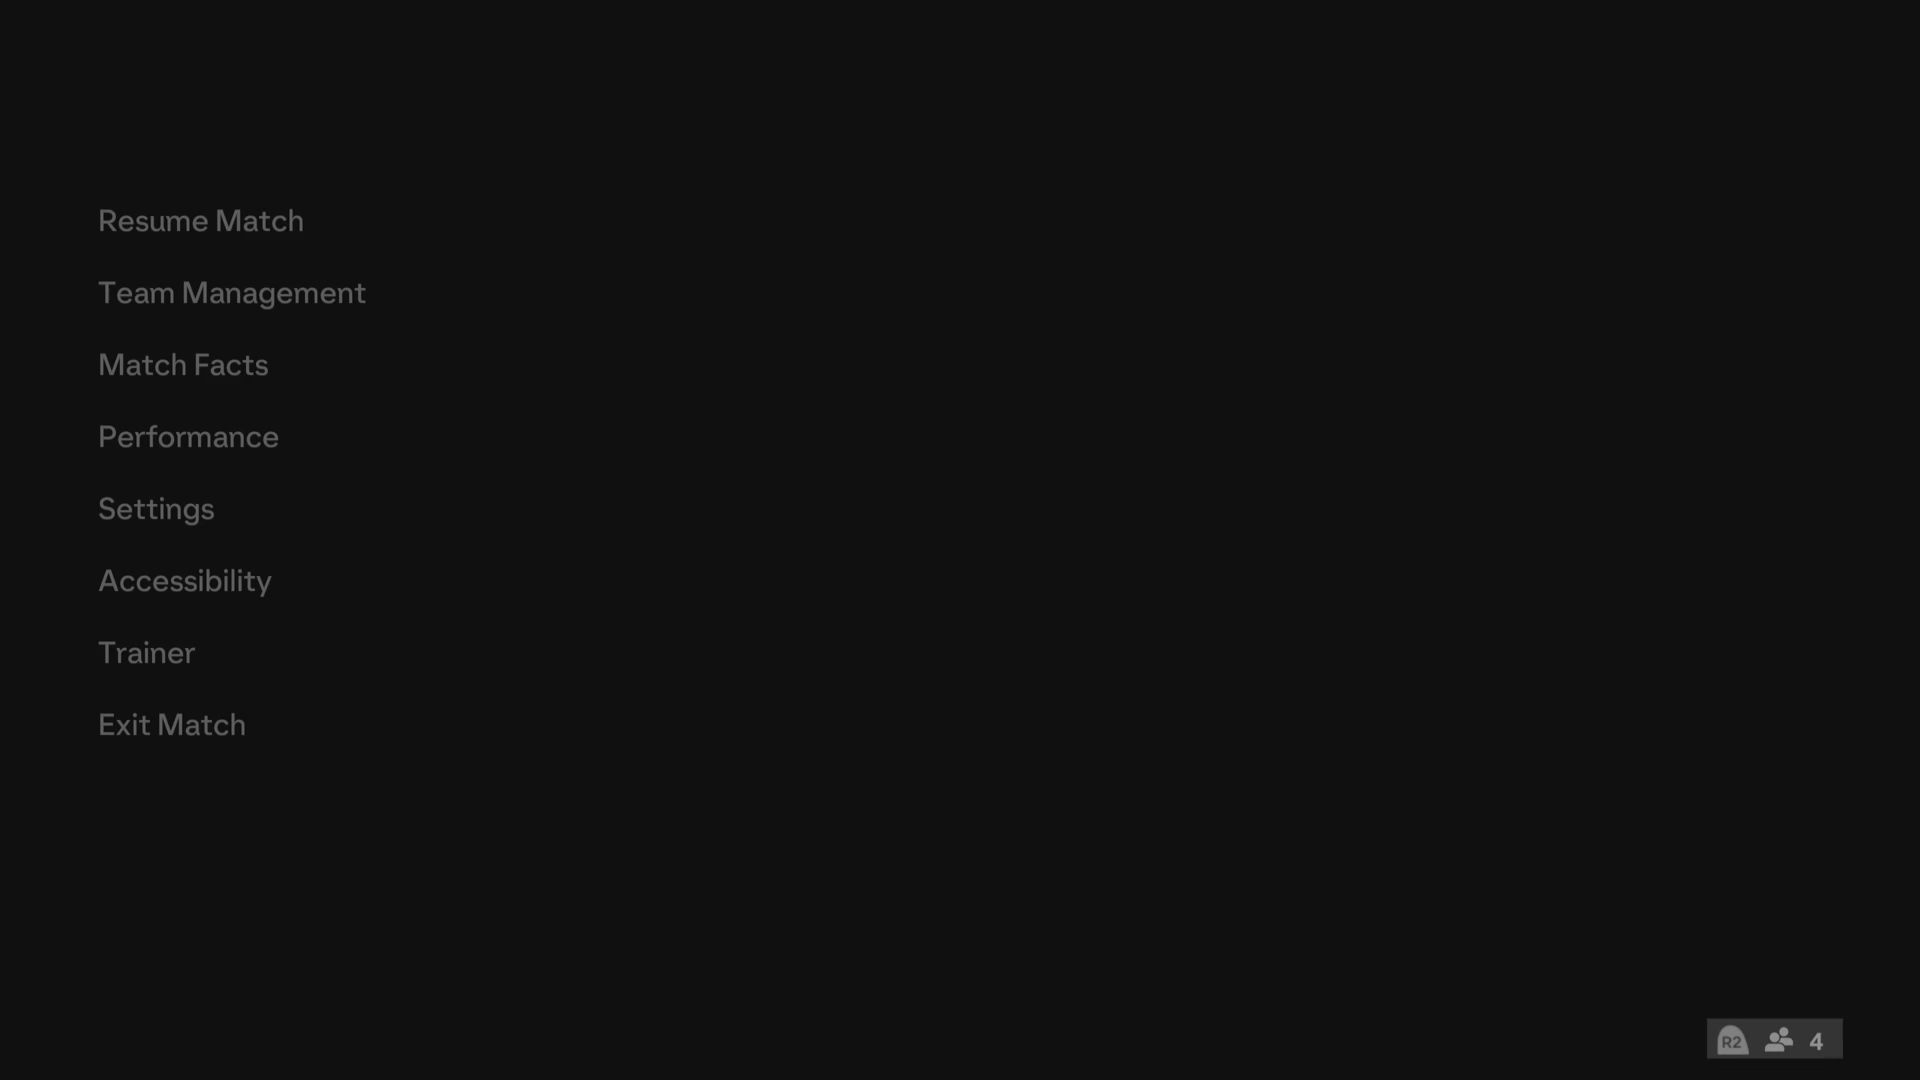 Resume Match
Team Management
Match Facts
Performance
Settings
Accessibility
Trainer
Exit Match
R2 4